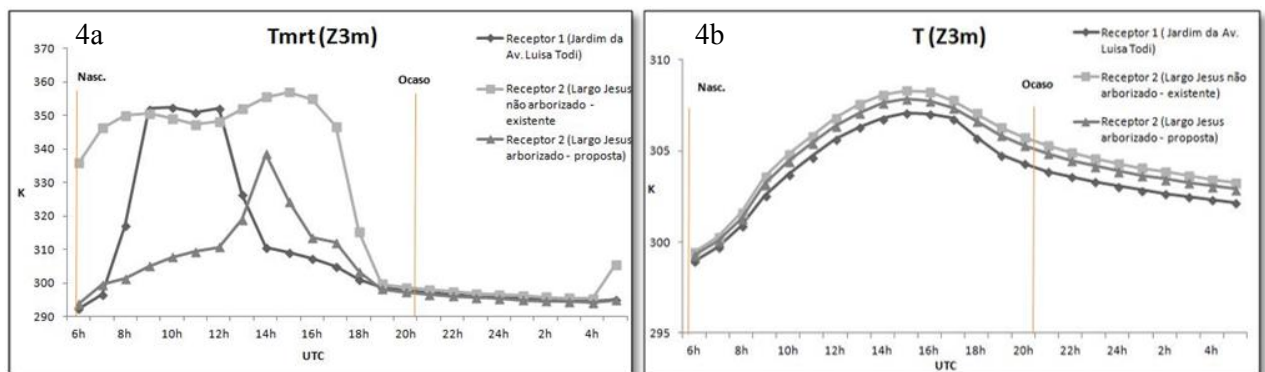 4a
Tmrt (Z3m)
370
360
350
340
330
320
310
300
290
K
Nasc.
Ocaso
Receptor 1 (Jardim da
Av. Luisa Todi)
Receptor 2 (Largo Jesus
não arborizado -
existente
Receptor 2 (Largo Jesus
arborizado - proposta)
6h 8h 10h 12h 14h 16h 18h 20h 22h 24h 2h 4h
UTC
4b
T (Z3m)
310
305
300
295
K
Nasc.
Ocaso
Receptor 1 ( Jardim da Av.
Luisa Todi)
Receptor 2 (Largo Jesus não
arborizado - existente)
Receptor 2 (Largo Jesus
arborizado - proposta)
6h 8h 10h 12h 14h 16h 18h 20h 22h 24h 2h 4h
UTC